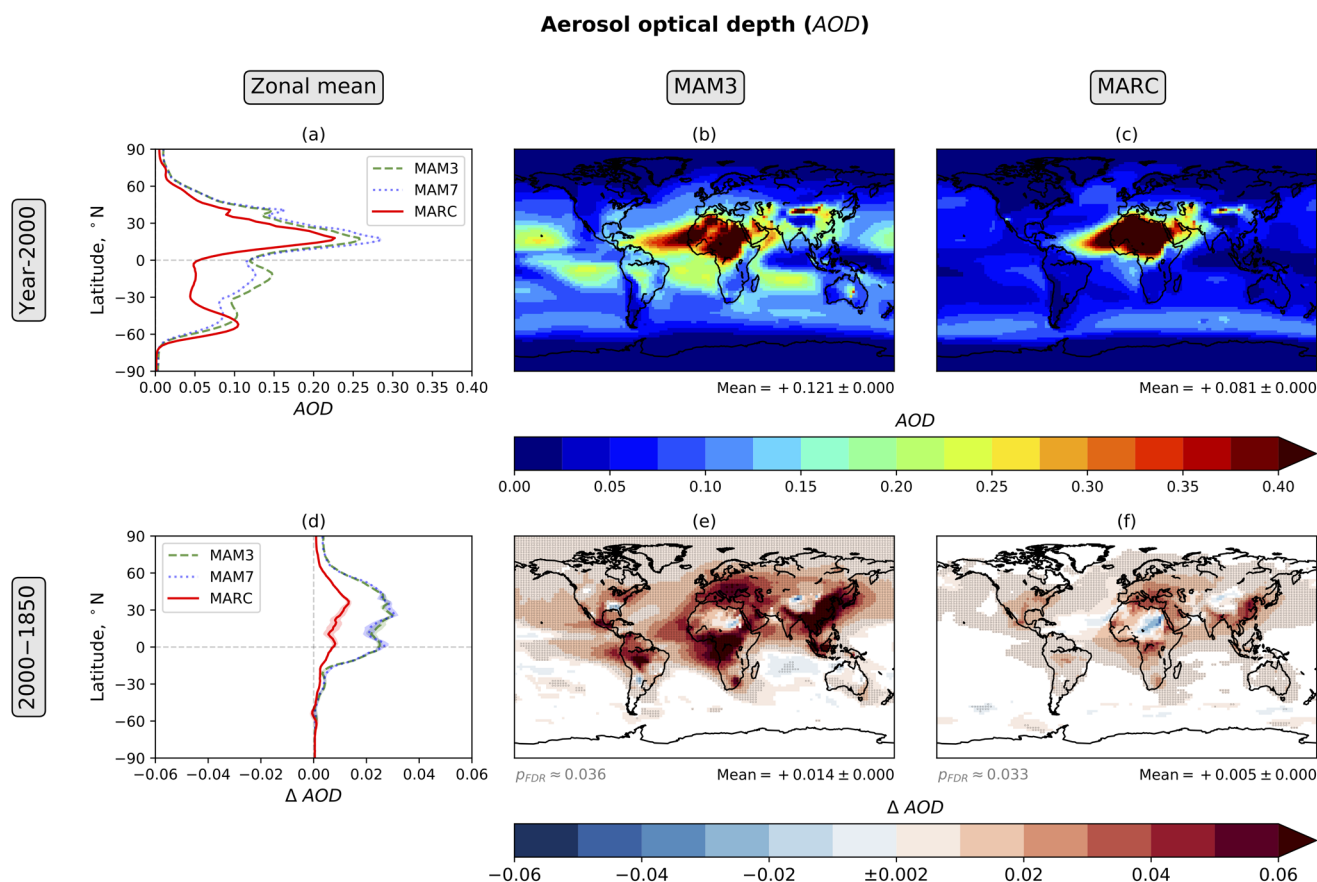 Aerosol optical depth (AOD)
Zonal mean
MAM3
MARC
Year-2000
(a)
Latitude, °N
90
60
30
0
−30
−60
−90
MAM3
MAM7
MARC
0.00 0.05 0.10 0.15 0.20 0.25 0.30 0.35 0.40
AOD
(b)
Mean = +0.121 ± 0.000
(c)
Mean = +0.081 ± 0.000
AOD
0.00 0.05 0.10 0.15 0.20 0.25 0.30 0.35 0.40
2000−1850
(d)
Latitude, °N
90
60
30
0
−30
−60
−90
MAM3
MAM7
MARC
−0.06 −0.04 −0.02 0.00 0.02 0.04 0.06
Δ AOD
(e)
pFDR ≈ 0.036
Mean = +0.014 ± 0.000
(f)
pFDR ≈ 0.033
Mean = +0.005 ± 0.000
Δ AOD
−0.06 −0.04 −0.02 ±0.002 0.02 0.04 0.06